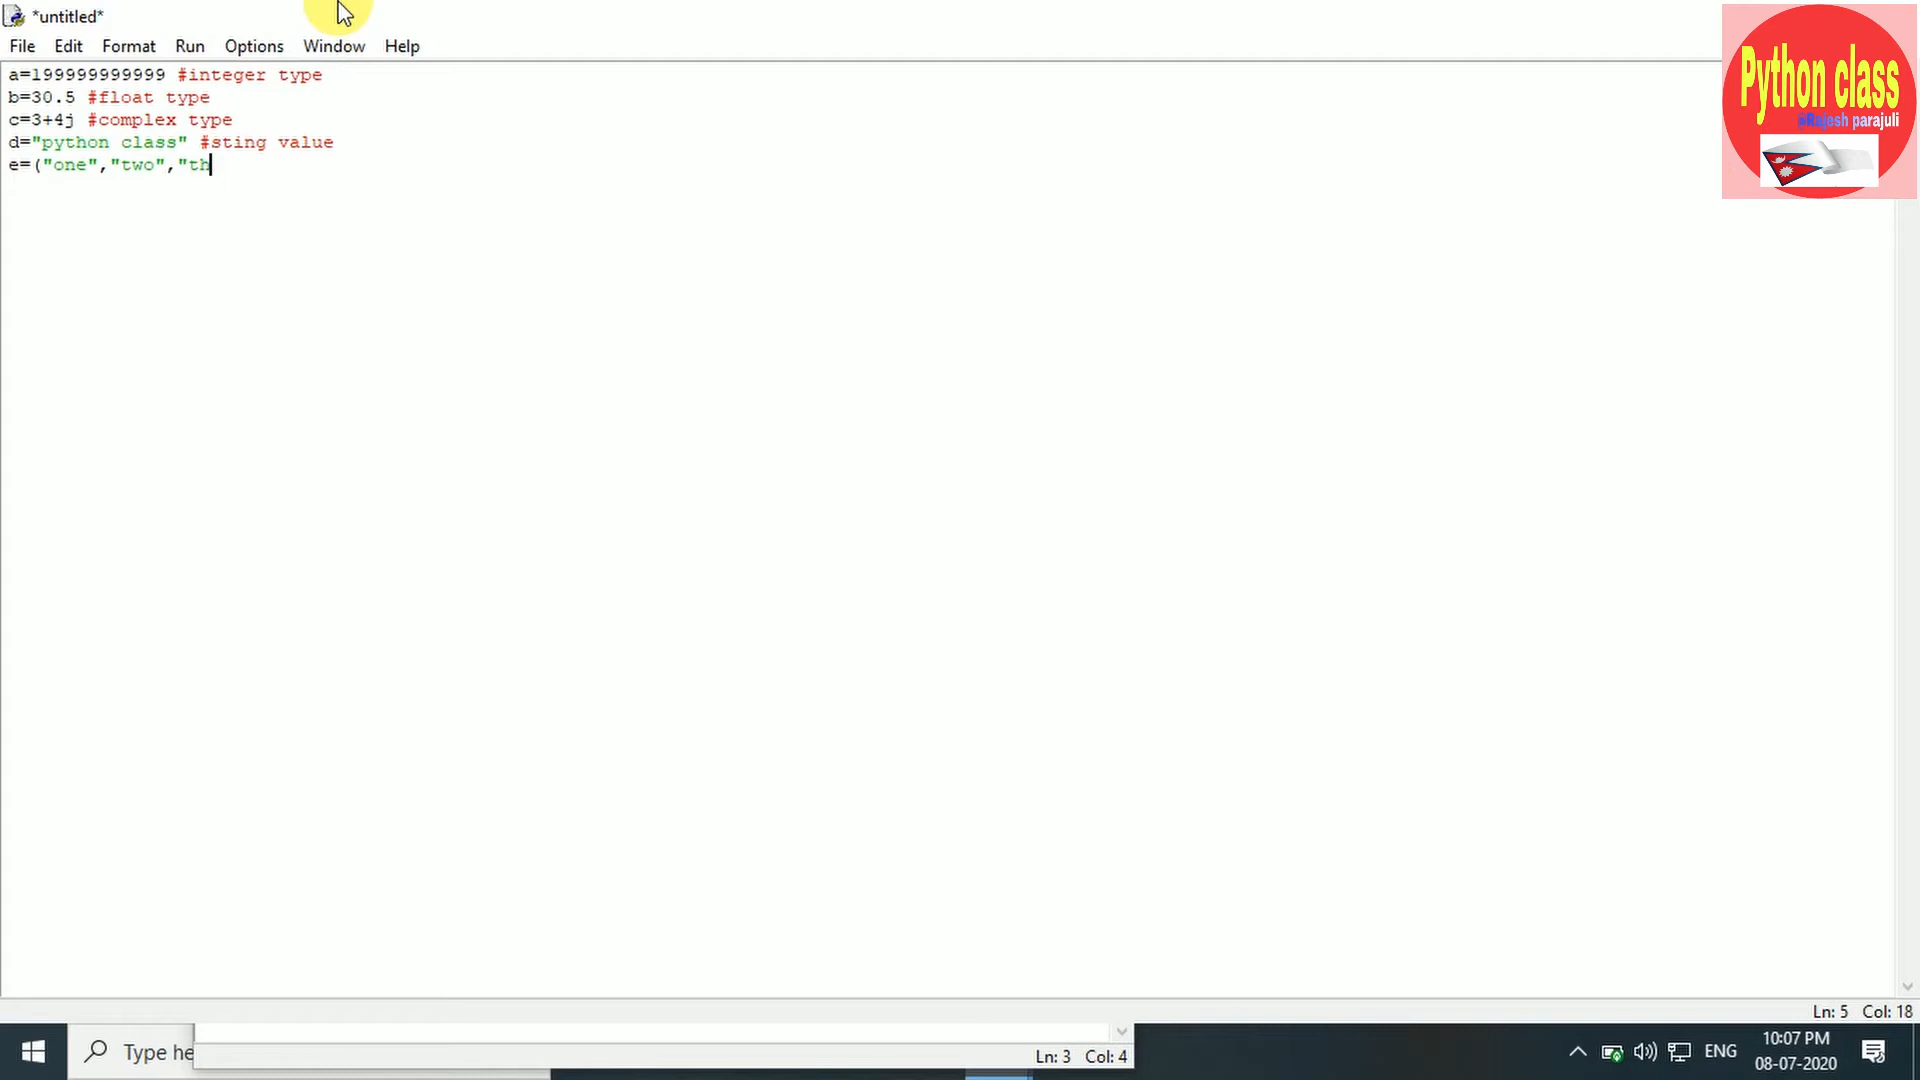 *untitled*
File Edit Format Run Options Window Help
a=199999999999 #integer type
b=30.5 #float type
c=3+4j #complex type
d="python class" #sting value
e=("one","two","th
Python class
@Rajesh parajuli
Ln: 5 Col: 18
Type he
Ln: 3 Col: 4
ENG
10:07 PM
08-07-2020